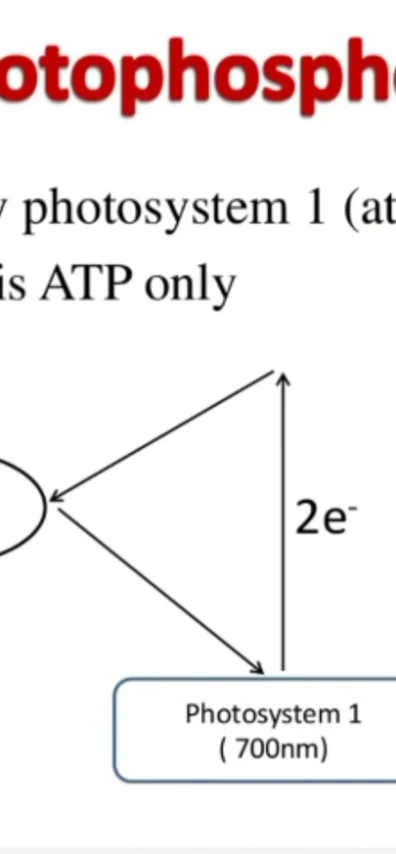 otophosph
photosystem 1 (at
is ATP only
2e⁻
Photosystem 1
( 700nm)